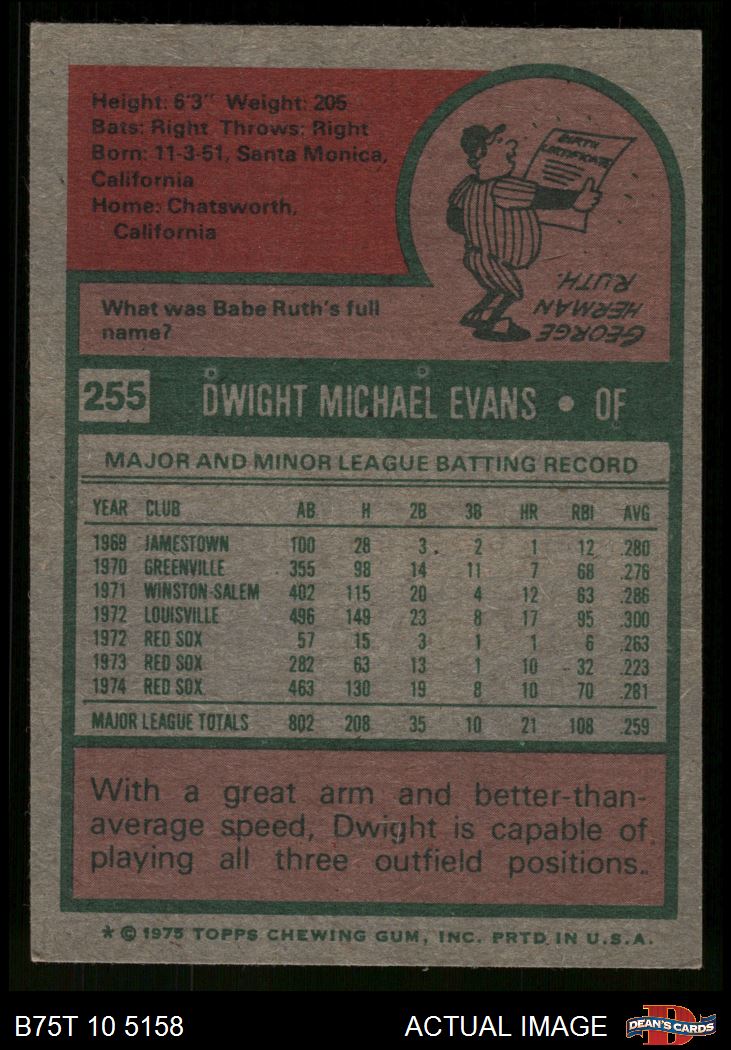 Height: 6'3" Weight: 205
Bats: Right Throws: Right
Born: 11-3-51, Santa Monica,
California
Home: Chatsworth,
California
BIRTH
CERTIFICATE
GEORGE
HERMAN
RUTH.
What was Babe Ruth's full
name?
255 DWIGHT MICHAEL EVANS • OF
MAJOR AND MINOR LEAGUE BATTING RECORD
YEAR CLUB AB H 2B 3B HR RBI AVG
1969 JAMESTOWN 100 28 3 2 1 12 .280
1970 GREENVILLE 355 98 14 11 7 68 .276
1971 WINSTON-SALEM 402 115 20 4 12 63 .286
1972 LOUISVILLE 496 149 23 8 17 95 .300
1972 RED SOX 57 15 3 1 1 6 .263
1973 RED SOX 282 63 13 1 10 32 .223
1974 RED SOX 463 130 19 8 10 70 .281
MAJOR LEAGUE TOTALS 802 208 35 10 21 108 .259
With a great arm and better-than-
average speed, Dwight is capable of
playing all three outfield positions.
* © 1975 TOPPS CHEWING GUM, INC. PRTD. IN U.S.A.
B75T 10 5158 ACTUAL IMAGE D DEAN'S CARDS